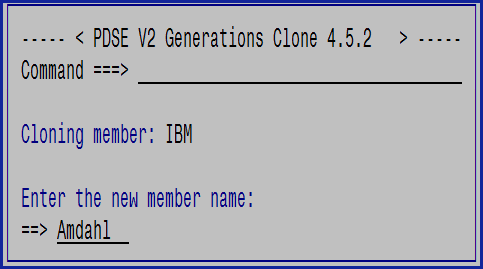 ----- < PDSE V2 Generations Clone 4.5.2 > -----
Command ===>
Cloning member: IBM
Enter the new member name:
==> Amdahl